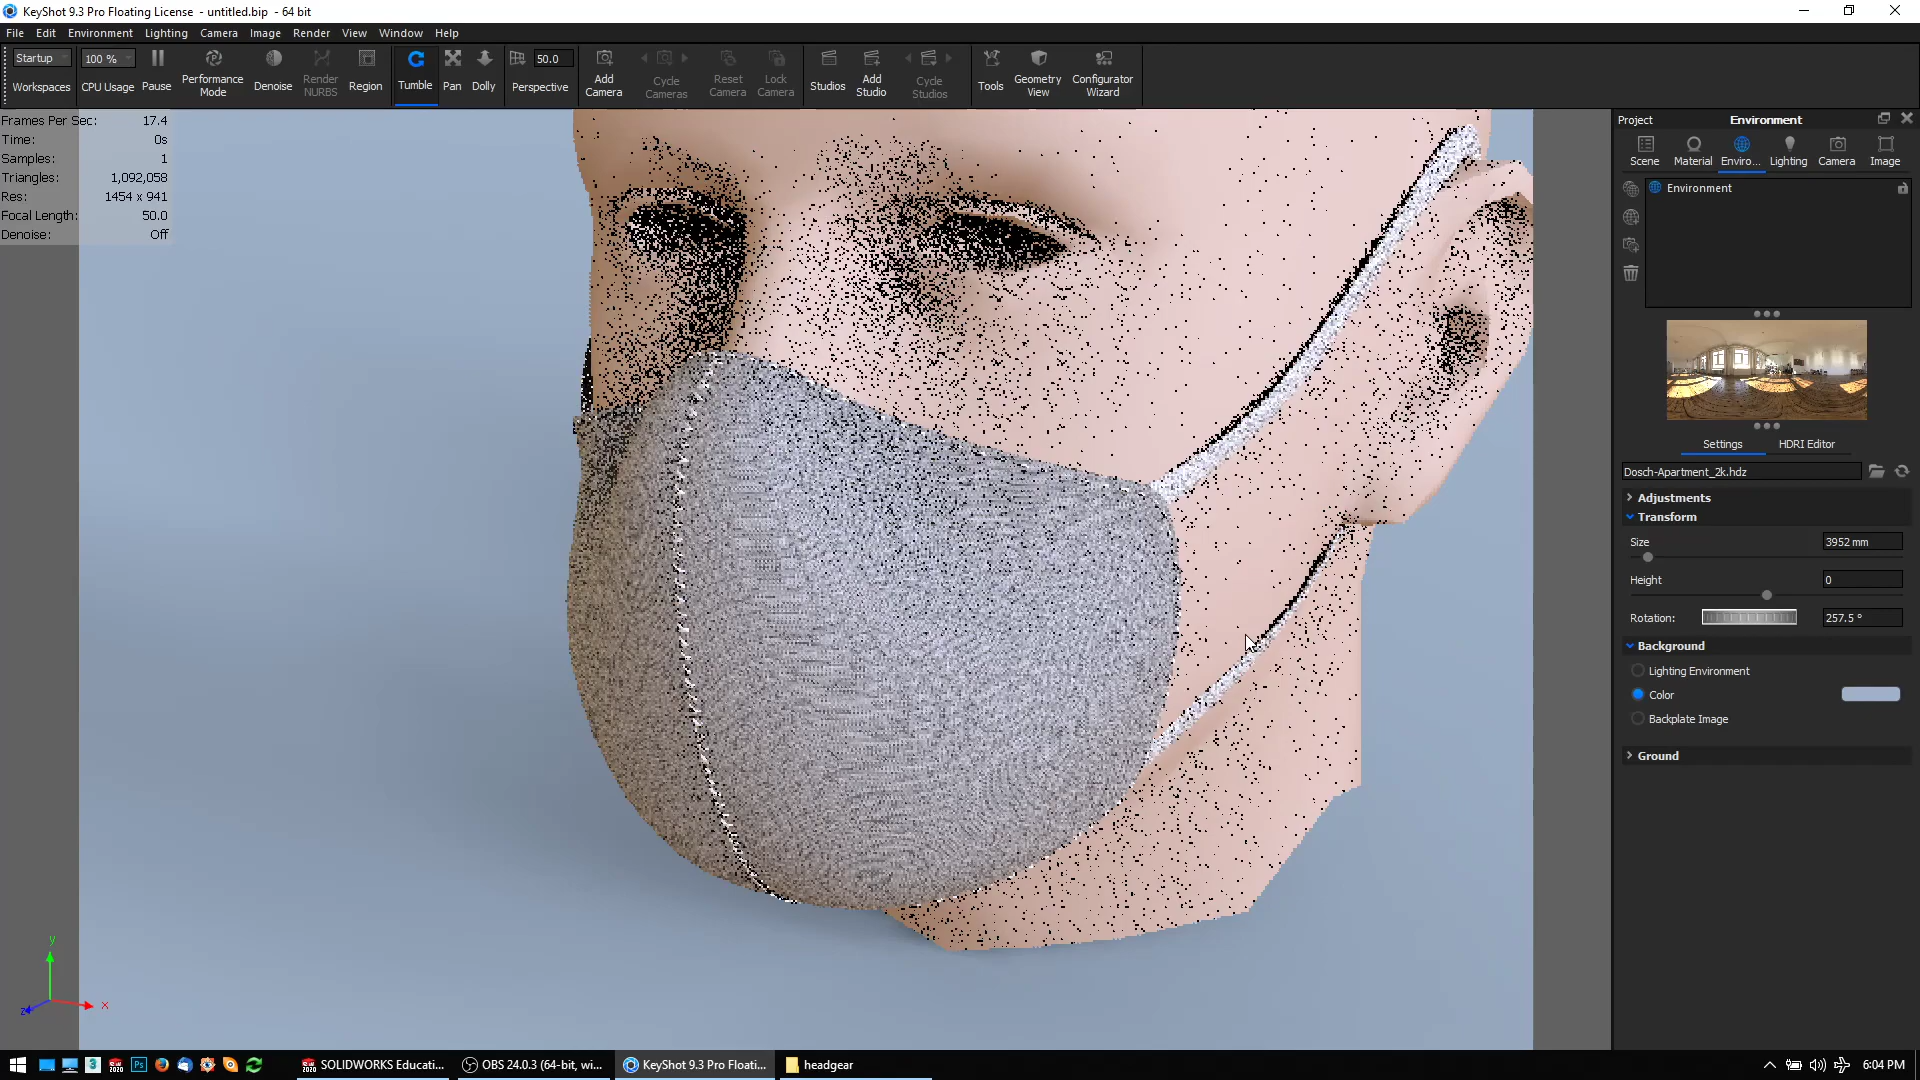 KeyShot 9.3 Pro Floating License - untitled.bip - 64 bit
File Edit Environment Lighting Camera Image Render View Window Help
Startup 100 % 50.0
Workspaces CPU Usage Pause Performance Mode Denoise Render NURBS Region Tumble Pan Dolly Perspective Add Camera Cycle Cameras Reset Camera Lock Camera Studios Add Studio Cycle Studios Tools Geometry View Configurator Wizard
Frames Per Sec: 17.4
Time: 0s
Samples: 1
Triangles: 1,092,058
Res: 1454 x 941
Focal Length: 50.0
Denoise: Off
Project Environment
Scene Material Enviro... Lighting Camera Image
Environment
Settings HDRI Editor
Dosch-Apartment_2k.hdz
Adjustments
Transform
Size 3952 mm
Height 0
Rotation: 257.5 °
Background
Lighting Environment
Color
Backplate Image
Ground
y
x
z
SOLIDWORKS Educati... OBS 24.0.3 (64-bit, wi... KeyShot 9.3 Pro Floati... headgear 6:04 PM